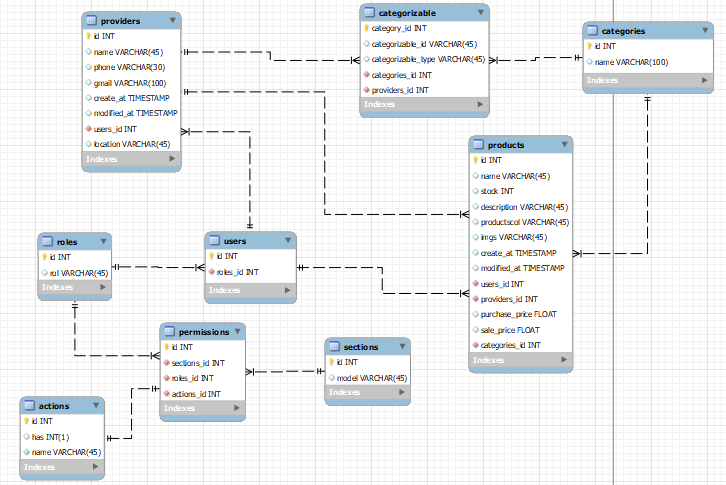 providers
id INT
name VARCHAR(45)
phone VARCHAR(30)
gmail VARCHAR(100)
create_at TIMESTAMP
modified_at TIMESTAMP
users_id INT
location VARCHAR(45)
Indexes
categorizable
category_id INT
categorizable_id VARCHAR(45)
categorizable_type VARCHAR(45)
categories_id INT
providers_id INT
Indexes
categories
id INT
name VARCHAR(100)
Indexes
products
id INT
name VARCHAR(45)
stock INT
description VARCHAR(45)
productscol VARCHAR(45)
imgs VARCHAR(45)
create_at TIMESTAMP
modified_at TIMESTAMP
users_id INT
providers_id INT
purchase_price FLOAT
sale_price FLOAT
categories_id INT
Indexes
roles
id INT
rol VARCHAR(45)
Indexes
users
id INT
roles_id INT
Indexes
permissions
id INT
sections_id INT
roles_id INT
actions_id INT
Indexes
sections
id INT
model VARCHAR(45)
Indexes
actions
id INT
has INT(1)
name VARCHAR(45)
Indexes